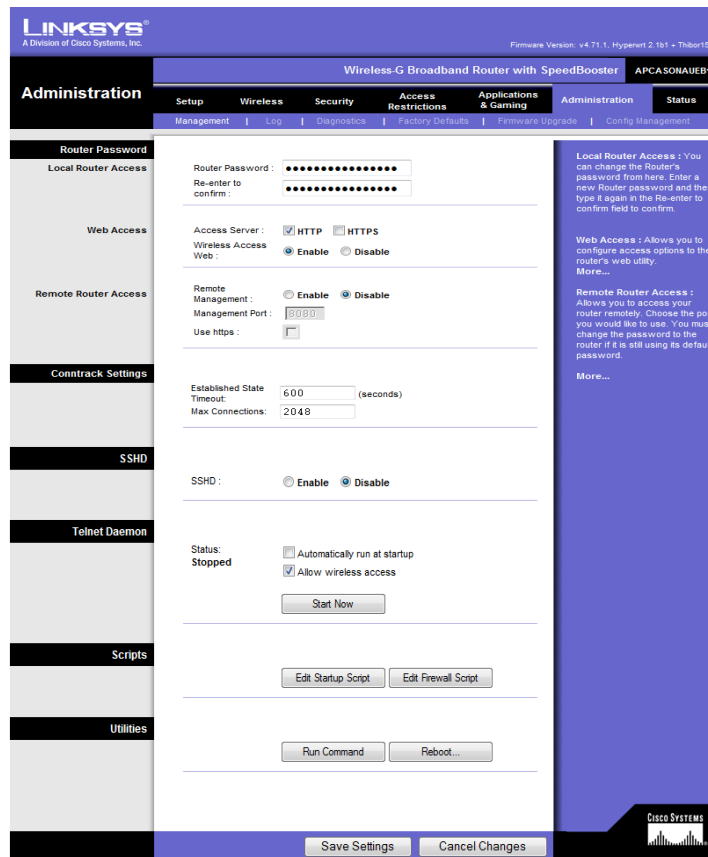 LINKSYS®
A Division of Cisco Systems, Inc.
Firmware Version: v4.71.1, Hyperwrt 2.1b1 + Thibor15
Wireless-G Broadband Router with SpeedBooster
Administration
Setup Wireless Security Access Restrictions Applications & Gaming Administration Status
Management | Log | Diagnostics | Factory Defaults | Firmware Upgrade | Config Management
Router Password
Local Router Access
Router Password :
Re-enter to
confirm :
Web Access
Access Server : HTTP HTTPS
Wireless Access
Web : Enable Disable
Remote Router Access
Remote
Management : Enable Disable
Management Port : 8080
Use https :
Conntrack Settings
Established State
Timeout: 600 (seconds)
Max Connections: 2048
SSHD
SSHD : Enable Disable
Telnet Daemon
Status: Automatically run at startup
Stopped
Allow wireless access
Start Now
Scripts
Edit Startup Script Edit Firewall Script
Utilities
Run Command Reboot...
Save Settings Cancel Changes
Local Router Access : You
can change the Router's
password from here. Enter a
new Router password and the
type it again in the Re-enter to
confirm field to confirm.
Web Access : Allows you to
configure access options to the
router's web utility.
More...
Remote Router Access :
Allows you to access your
router remotely. Choose the po
you would like to use. You mus
change the password to the
router if it is still using its defau
password.
More...
CISCO SYSTEMS